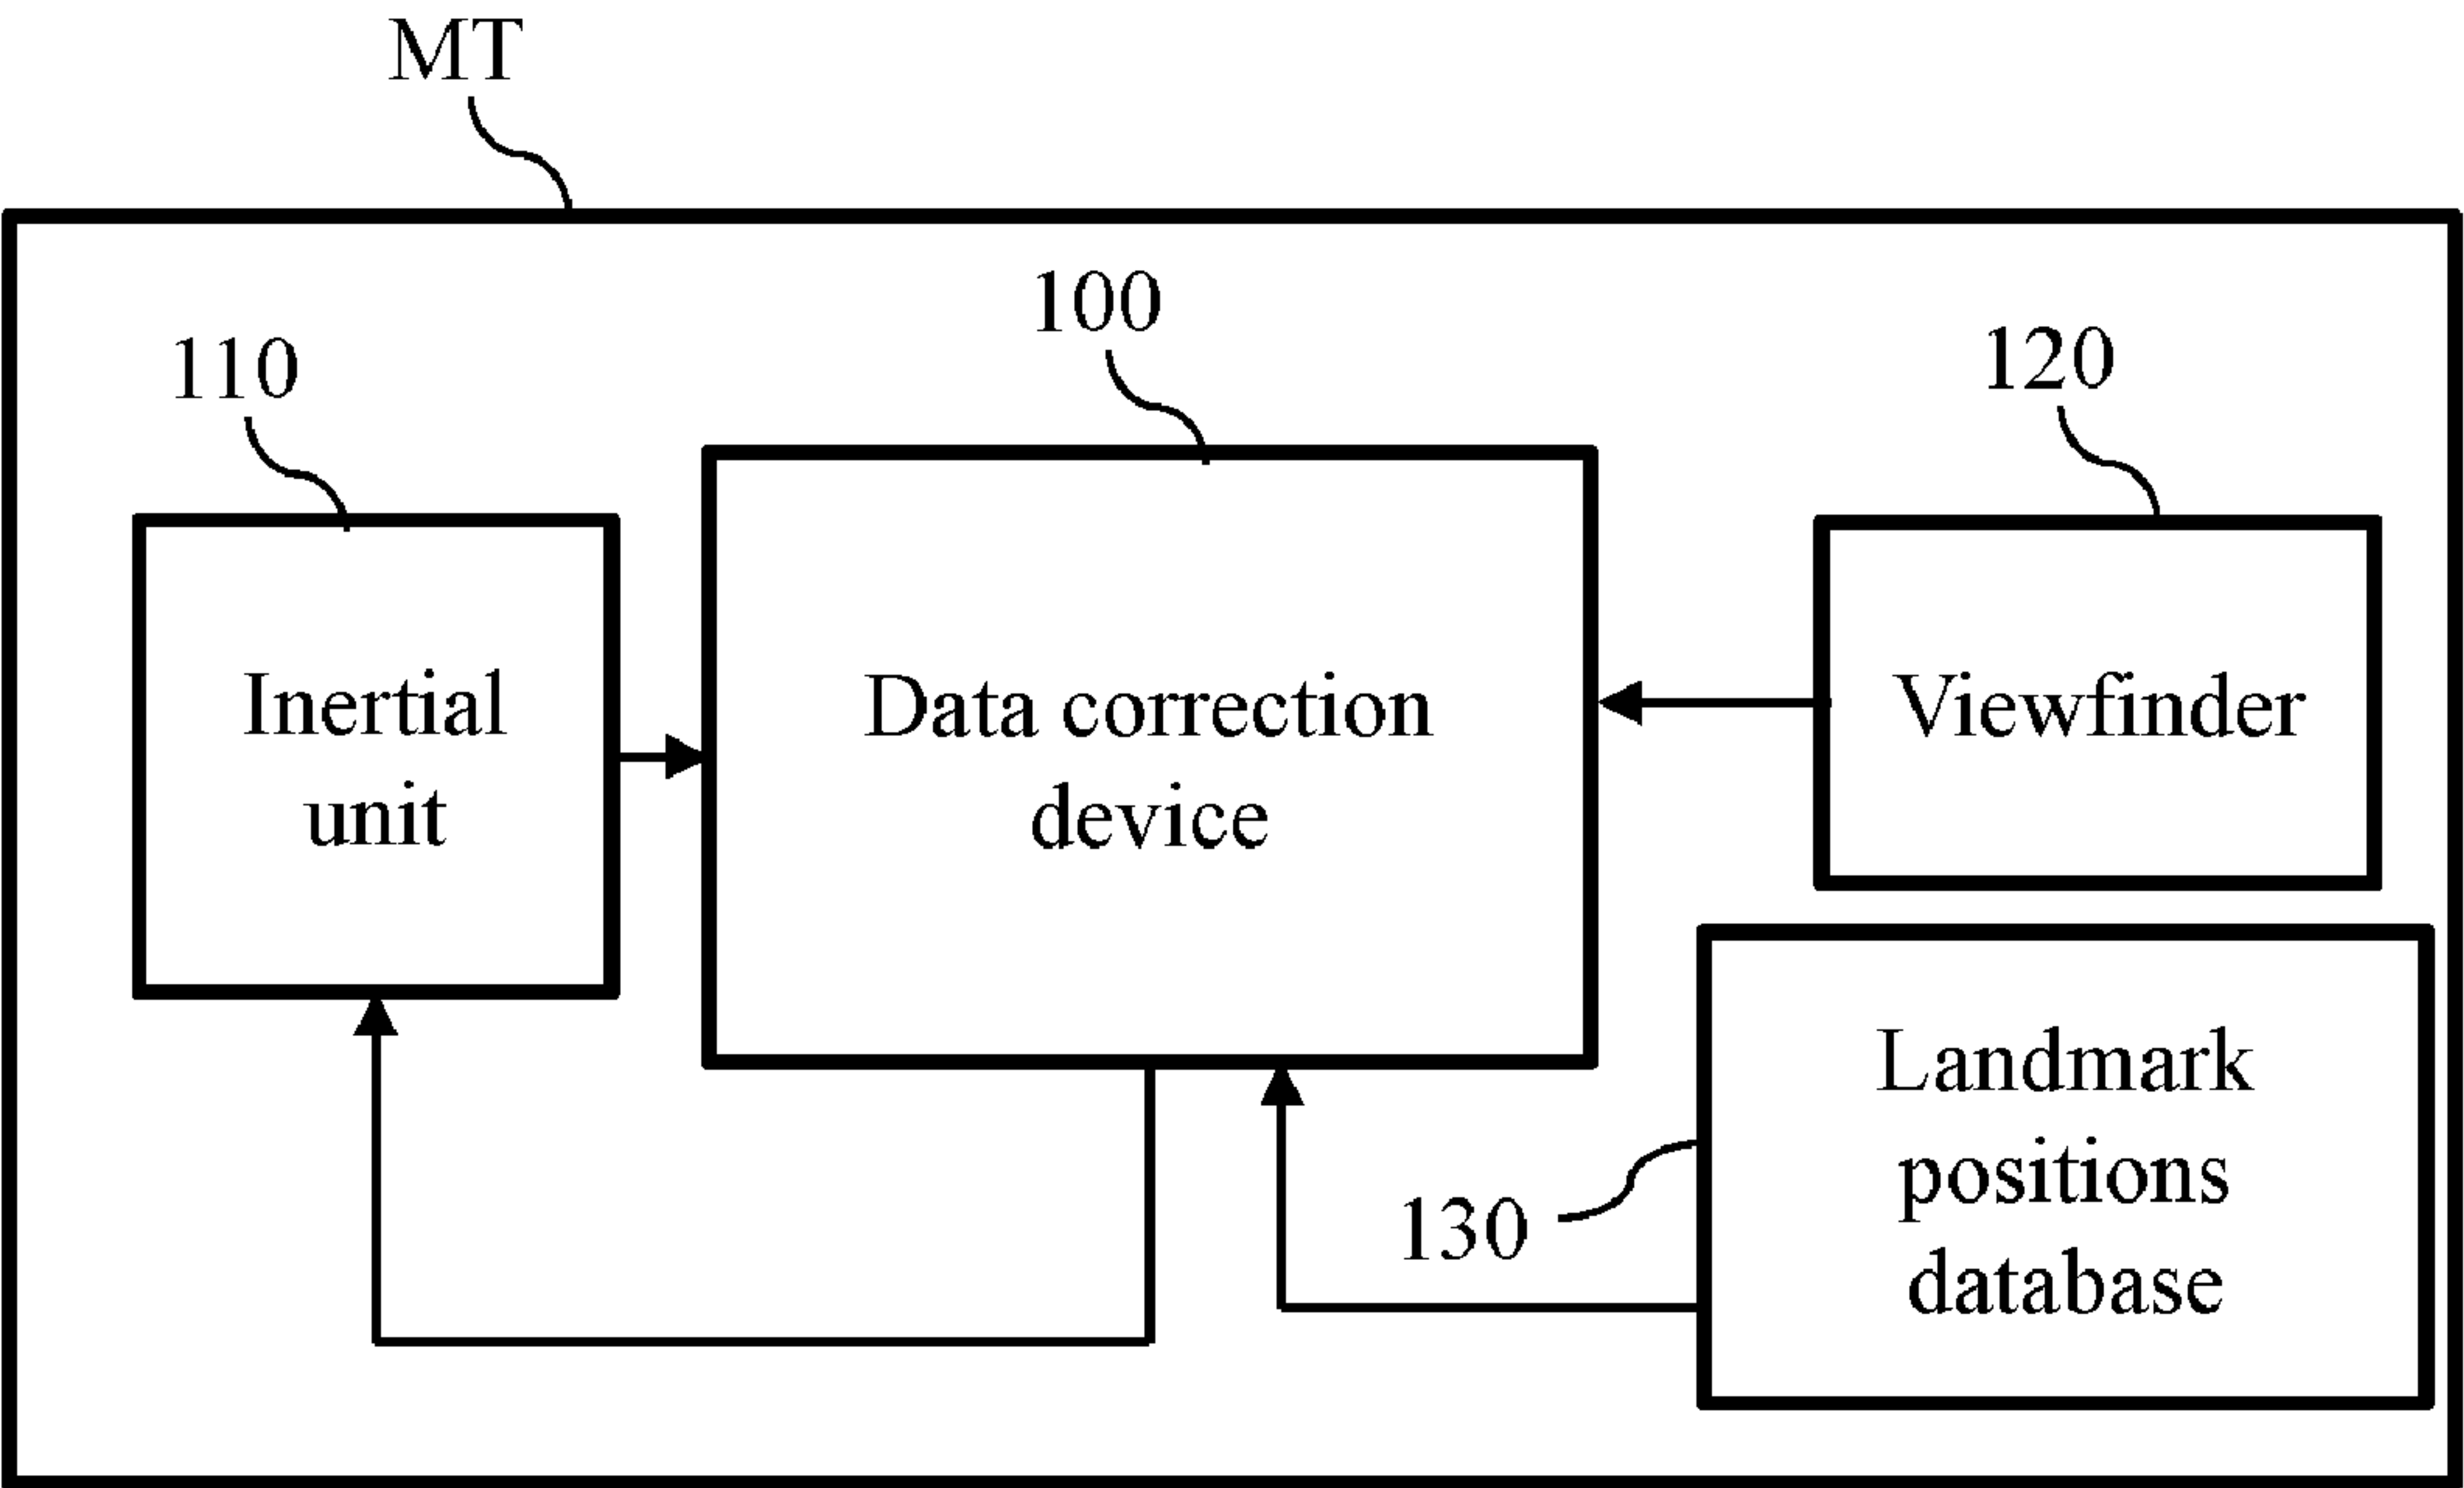 MT
100
110
120
Inertial
unit
Data correction
device
Viewfinder
Landmark
positions
database
130